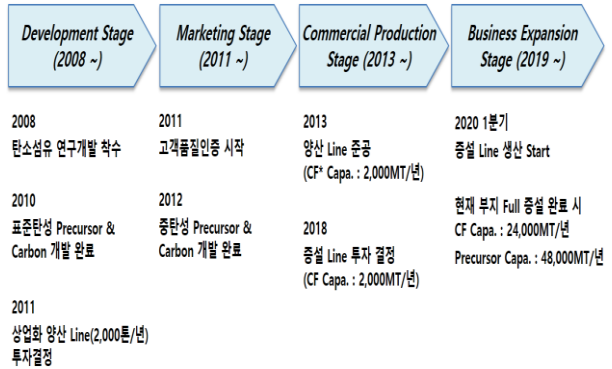 Development Stage
(2008 ~)
Marketing Stage
(2011 ~)
Commercial Production
Stage (2013 ~)
Business Expansion
Stage (2019 ~)
2008
탄소섬유 연구개발 착수
2010
표준탄성 Precursor &
Carbon 개발 완료
2011
상업화 양산 Line(2,000톤/년)
투자결정
2011
고객품질인증 시작
2012
중탄성 Precursor &
Carbon 개발 완료
2013
양산 Line 준공
(CF* Capa. : 2,000MT/년)
2018
증설 Line 투자 결정
(CF Capa. : 2,000MT/년)
2020 1분기
증설 Line 생산 Start
현재 부지 Full 증설 완료 시
CF Capa. : 24,000MT/년
Precursor Capa. : 48,000MT/년